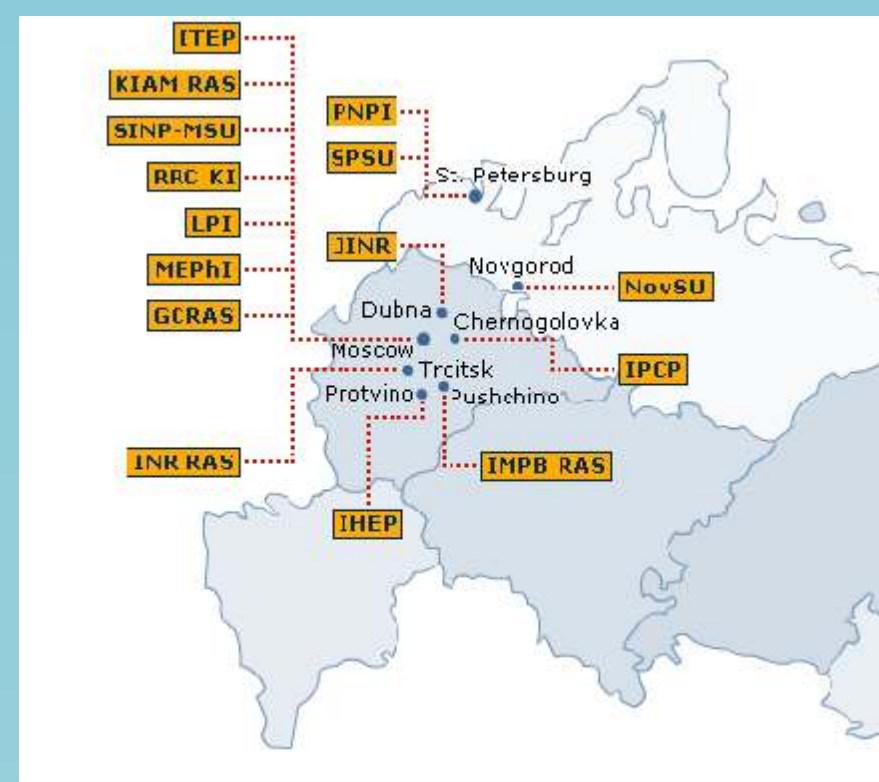 ITEP
KIAM RAS
SINP-MSU
RRC KI
LPI
MEPhI
GCRAS
PNPI
SPSU
St. Petersburg
JINR
Novgorod
NovSU
Dubna
Chernogolovka
Moscow
IPCP
Troitsk
Protvino
Pushchino
INR RAS
IMPB RAS
IHEP